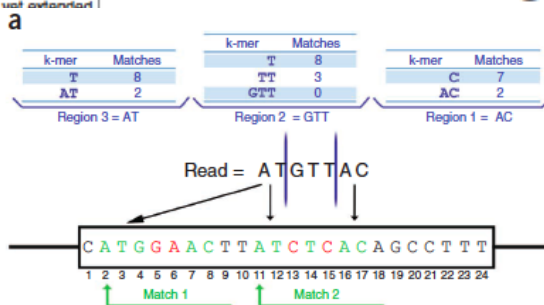 yet extended
a
k-mer Matches
T 8
AT 2
Region 3 = AT
k-mer Matches
T 8
TT 3
GTT 0
Region 2 = GTT
k-mer Matches
C 7
AC 2
Region 1 = AC
Read = ATGTTAC
C A T G G A A C T T A T C T C A C A G C C T T T
1 2 3 4 5 6 7 8 9 10 11 12 13 14 15 16 17 18 19 20 21 22 23 24
Match 1 Match 2